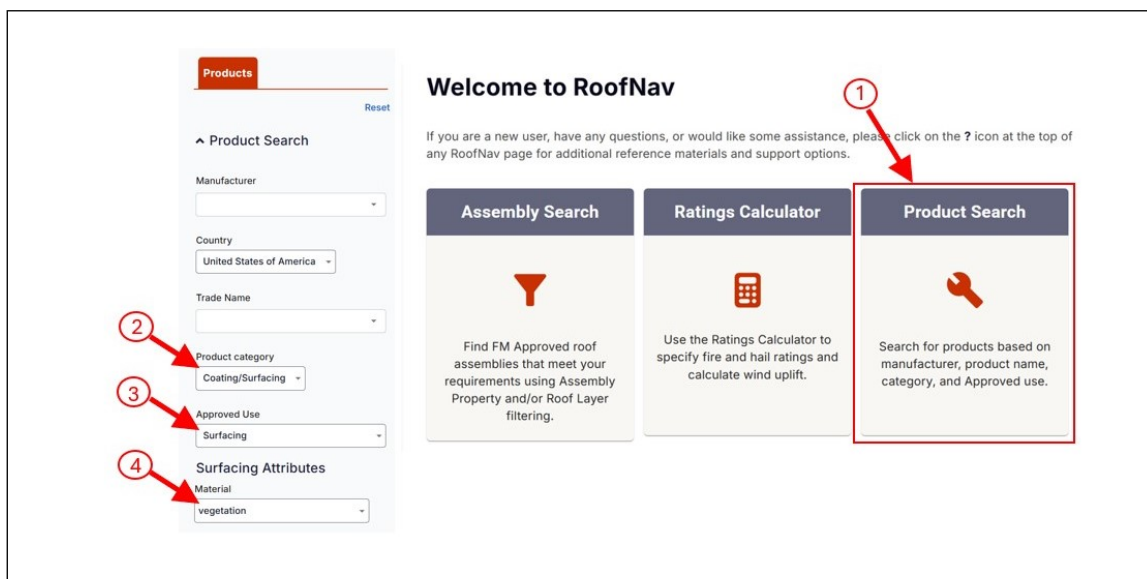 Products
Reset
Product Search
Manufacturer
Country
United States of America
Trade Name
2
Product category
Coating/Surfacing
3
Approved Use
Surfacing
Surfacing Attributes
4
Material
vegetation
Welcome to RoofNav
1
If you are a new user, have any questions, or would like some assistance, please click on the ? icon at the top of
any RoofNav page for additional reference materials and support options.
Assembly Search
Find FM Approved roof
assemblies that meet your
requirements using Assembly
Property and/or Roof Layer
filtering.
Ratings Calculator
Use the Ratings Calculator to
specify fire and hail ratings and
calculate wind uplift.
Product Search
Search for products based on
manufacturer, product name,
category, and Approved use.